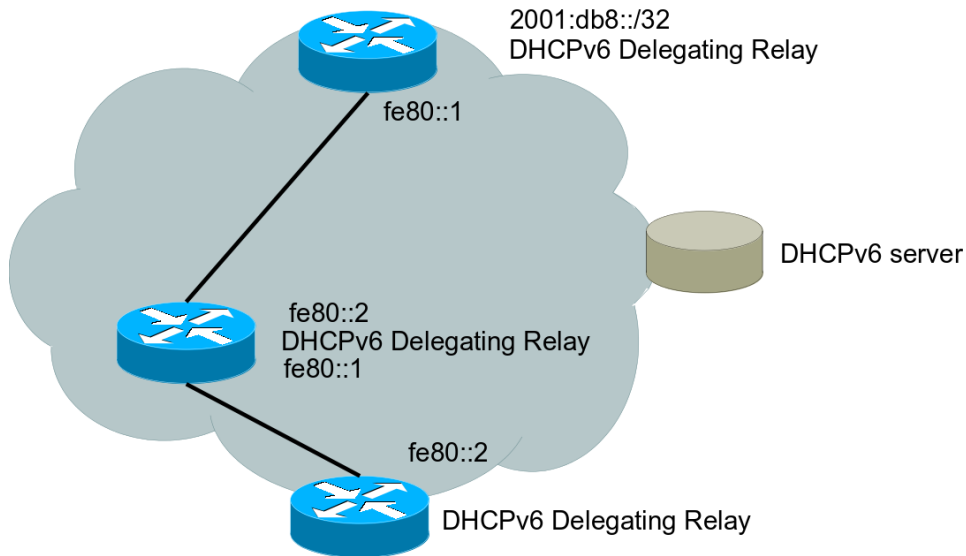 2001:db8::/32
DHCPv6 Delegating Relay
fe80::1
DHCPv6 server
fe80::2
DHCPv6 Delegating Relay
fe80::1
fe80::2
DHCPv6 Delegating Relay